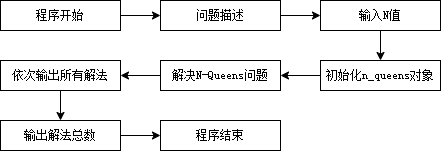 程序开始
问题描述
输入N值
初始化n_queens对象
解决N-Queens问题
依次输出所有解法
输出解法总数
程序结束